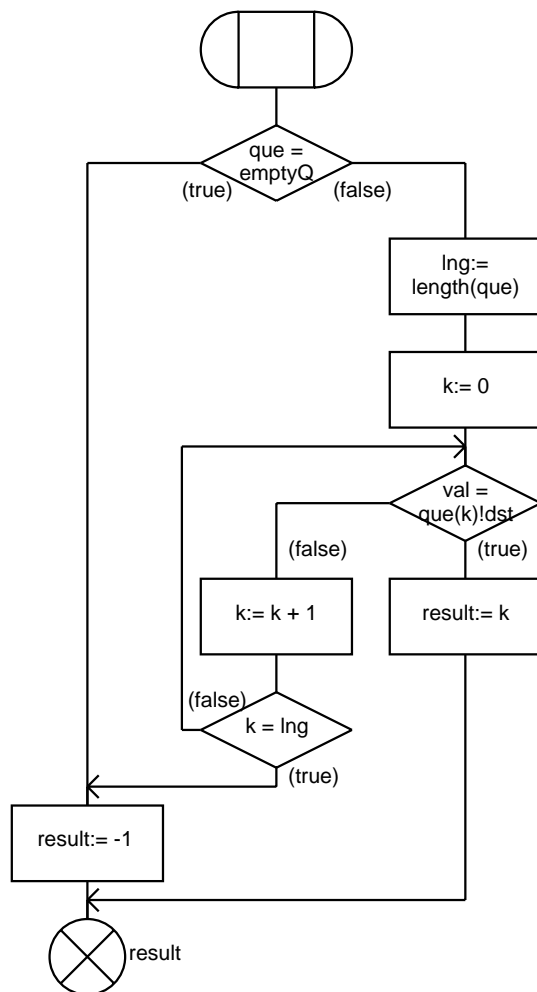 que =
emptyQ
(true)
(false)
lng:=
length(que)
k:= 0
val =
que(k)!dst
(false)
(true)
k:= k + 1
result:= k
(false)
k = lng
(true)
result:= -1
result